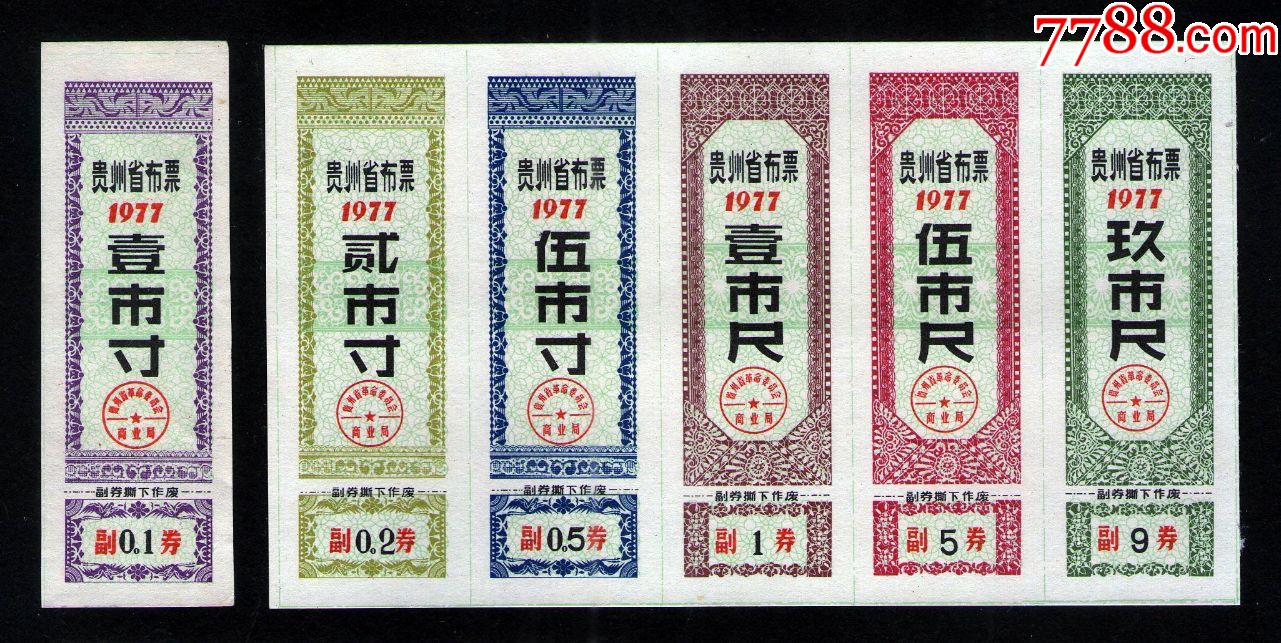 7788.com
贵州省布票
1977
壹市寸
贵州省革命委员会
商业局
副券撕下作废
副0.1券
贵州省布票
1977
贰市寸
贵州省革命委员会
商业局
副券撕下作废
副0.2券
贵州省布票
1977
伍市寸
贵州省革命委员会
商业局
副券撕下作废
副0.5券
贵州省布票
1977
壹市尺
贵州省革命委员会
商业局
副券撕下作废
副 1 券
贵州省布票
1977
伍市尺
贵州省革命委员会
商业局
副券撕下作废
副 5 券
贵州省布票
1977
玖市尺
贵州省革命委员会
商业局
副券撕下作废
副 9 券